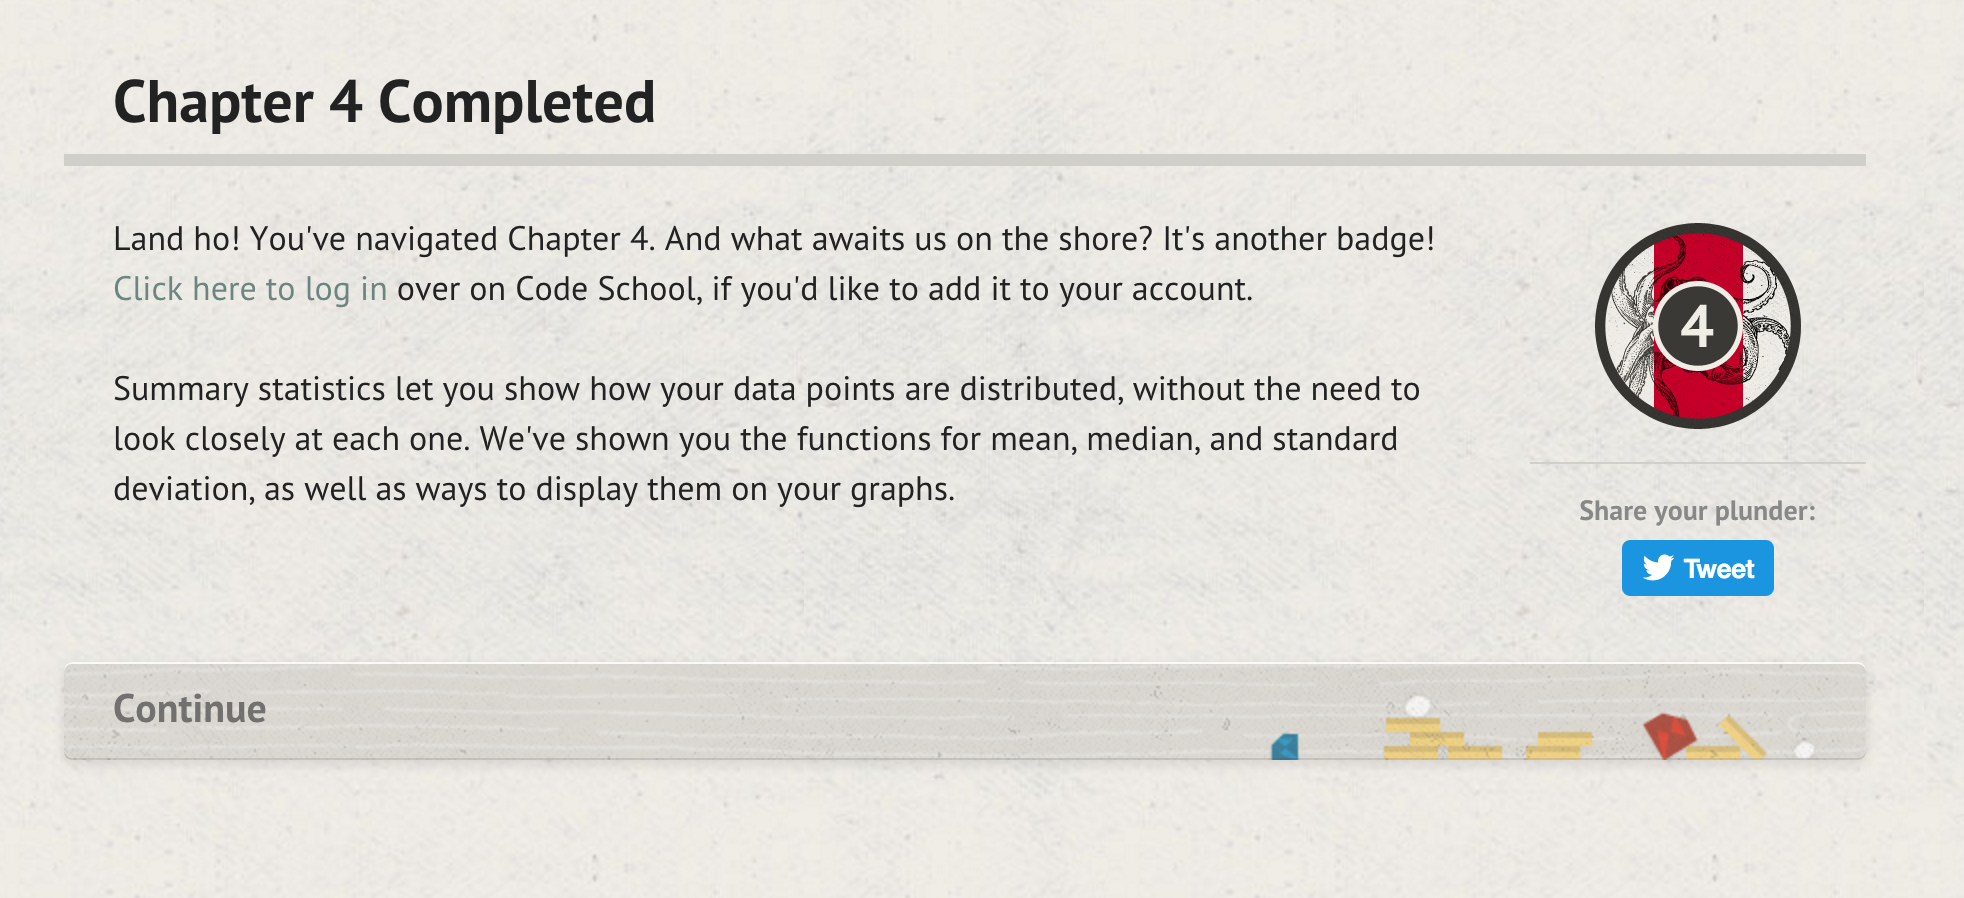 Chapter 4 Completed
Land ho! You've navigated Chapter 4. And what awaits us on the shore? It's another badge!
Click here to log in over on Code School, if you'd like to add it to your account.
Summary statistics let you show how your data points are distributed, without the need to
look closely at each one. We've shown you the functions for mean, median, and standard
deviation, as well as ways to display them on your graphs.
4
Share your plunder:
Tweet
Continue